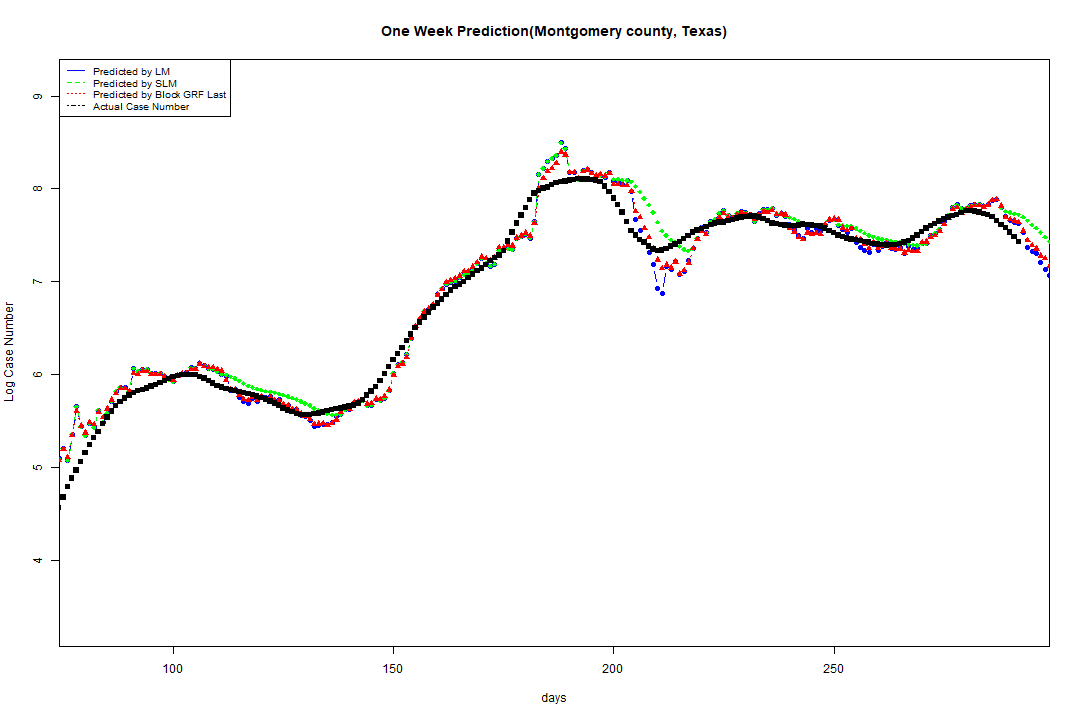 One Week Prediction(Montgomery county, Texas)
Predicted by LM
Predicted by SLM
Predicted by Block GRF Last
Actual Case Number
9
8
7
6
5
4
Log Case Number
100 150 200 250
days